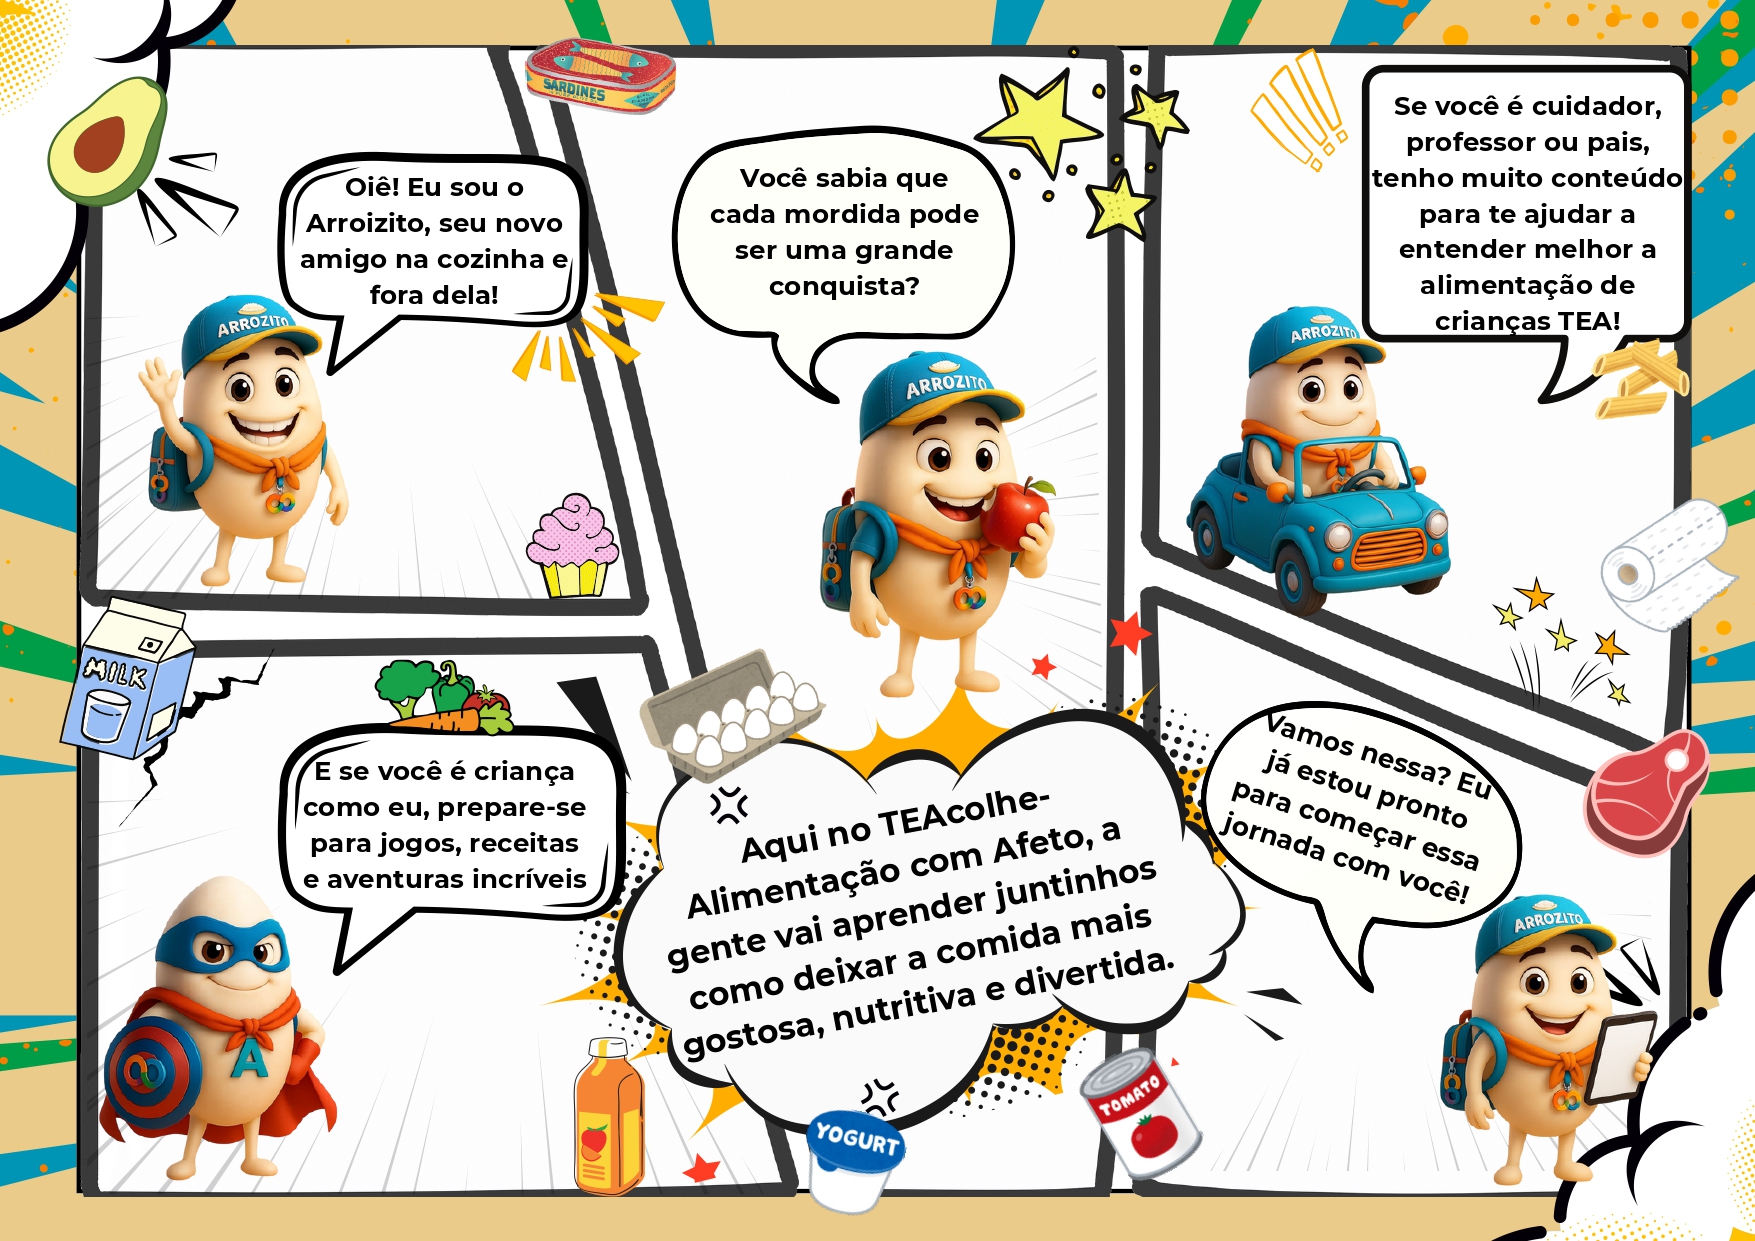 SARDINES
Oiê! Eu sou o
Arroizito, seu novo
amigo na cozinha e
fora dela!
ARROZITO
Você sabia que
cada mordida pode
ser uma grande
conquista?
ARROZITO
Se você é cuidador,
professor ou pais,
tenho muito conteúdo
para te ajudar a
entender melhor a
alimentação de
crianças TEA!
ARROZITO
MILK
E se você é criança
como eu, prepare-se
para jogos, receitas
e aventuras incríveis
A
Aqui no TEAcolhe-
Alimentação com Afeto, a
gente vai aprender juntinhos
como deixar a comida mais
gostosa, nutritiva e divertida.
YOGURT
TOMATO
Vamos nessa? Eu
já estou pronto
para começar essa
jornada com você!
ARROZITO